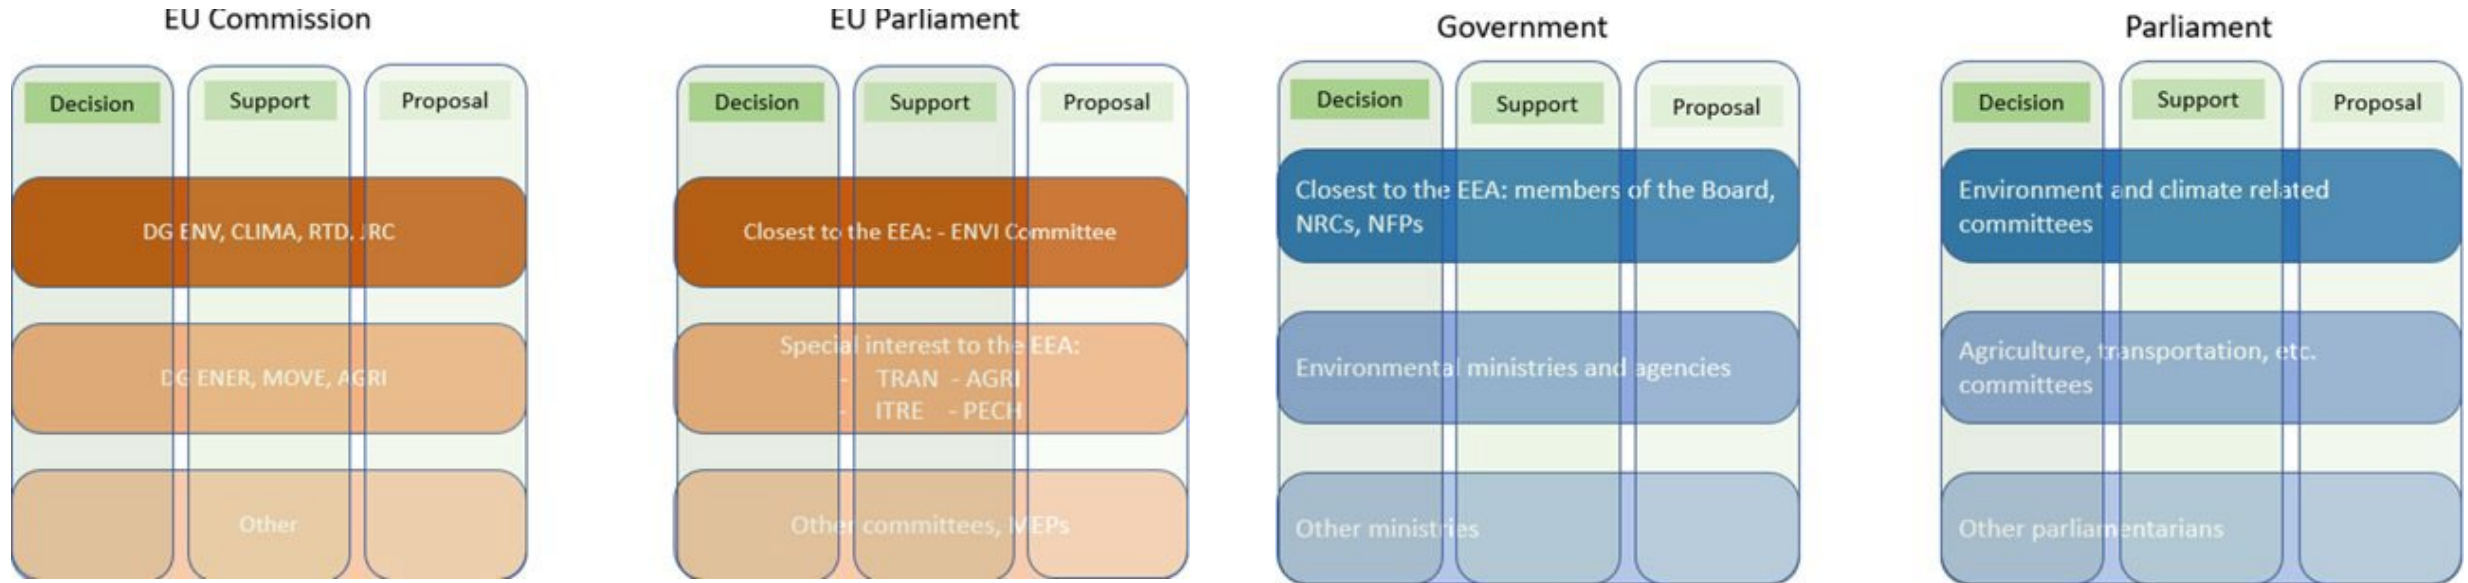 EU Commission
Decision
Support
Proposal
DG ENV, CLIMA, RTD, JRC
DG ENER, MOVE, AGRI
Other
EU Parliament
Decision
Support
Proposal
Closest to the EEA: - ENVI Committee
Special interest to the EEA:
- TRAN - AGRI
- ITRE - PECH
Other committees, MEPs
Government
Decision
Support
Proposal
Closest to the EEA: members of the Board,
NRCs, NFPs
Environmental ministries and agencies
Other ministries
Parliament
Decision
Support
Proposal
Environment and climate related
committees
Agriculture, transportation, etc.
committees
Other parliamentarians